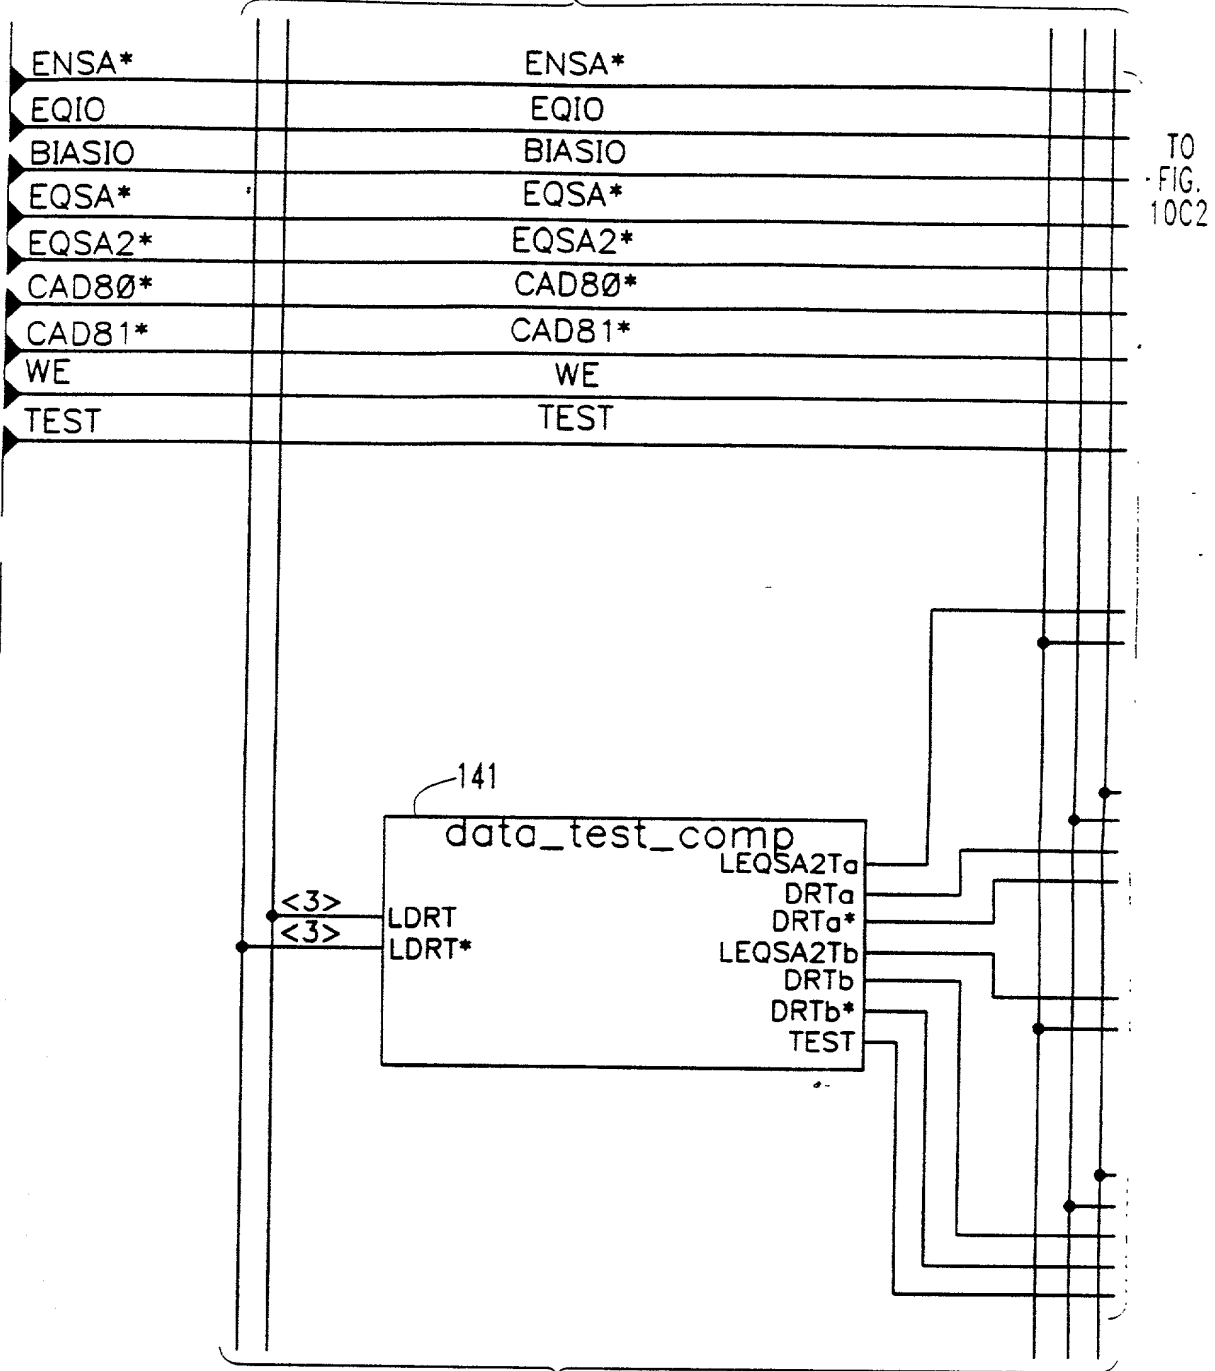 ENSA* ENSA*
EQIO EQIO
BIASIO BIASIO
EQSA* EQSA*
EQSA2* EQSA2*
CAD8Ø* CAD8Ø*
CAD81* CAD81*
WE WE
TEST TEST
TO
FIG.
10C2
141
data_test_comp
LEQSA2Ta
DRTa
<3>
LDRT
DRTa*
<3>
LDRT*
LEQSA2Tb
DRTb
DRTb*
TEST